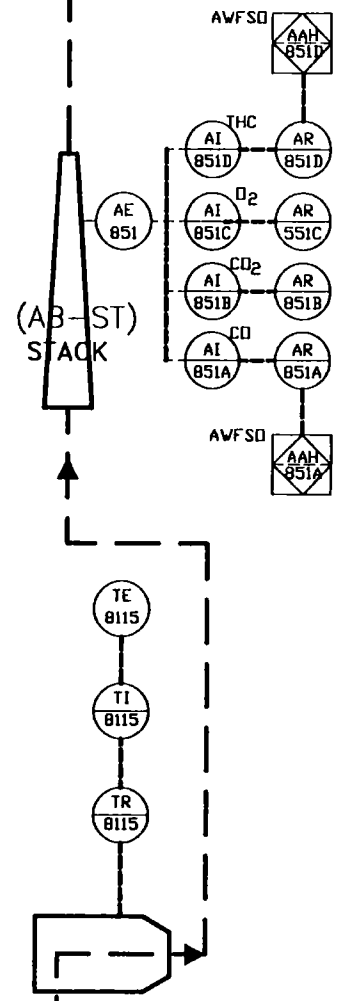 AWFSO
AAH
851D
THC
AI
851D
AR
851D
O2
AE
851
AI
851C
AR
551C
CO2
AI
851B
AR
851B
(AB-ST)
STACK
CO
AI
851A
AR
851A
AWFSO
AAH
851A
TE
8115
TI
8115
TR
8115